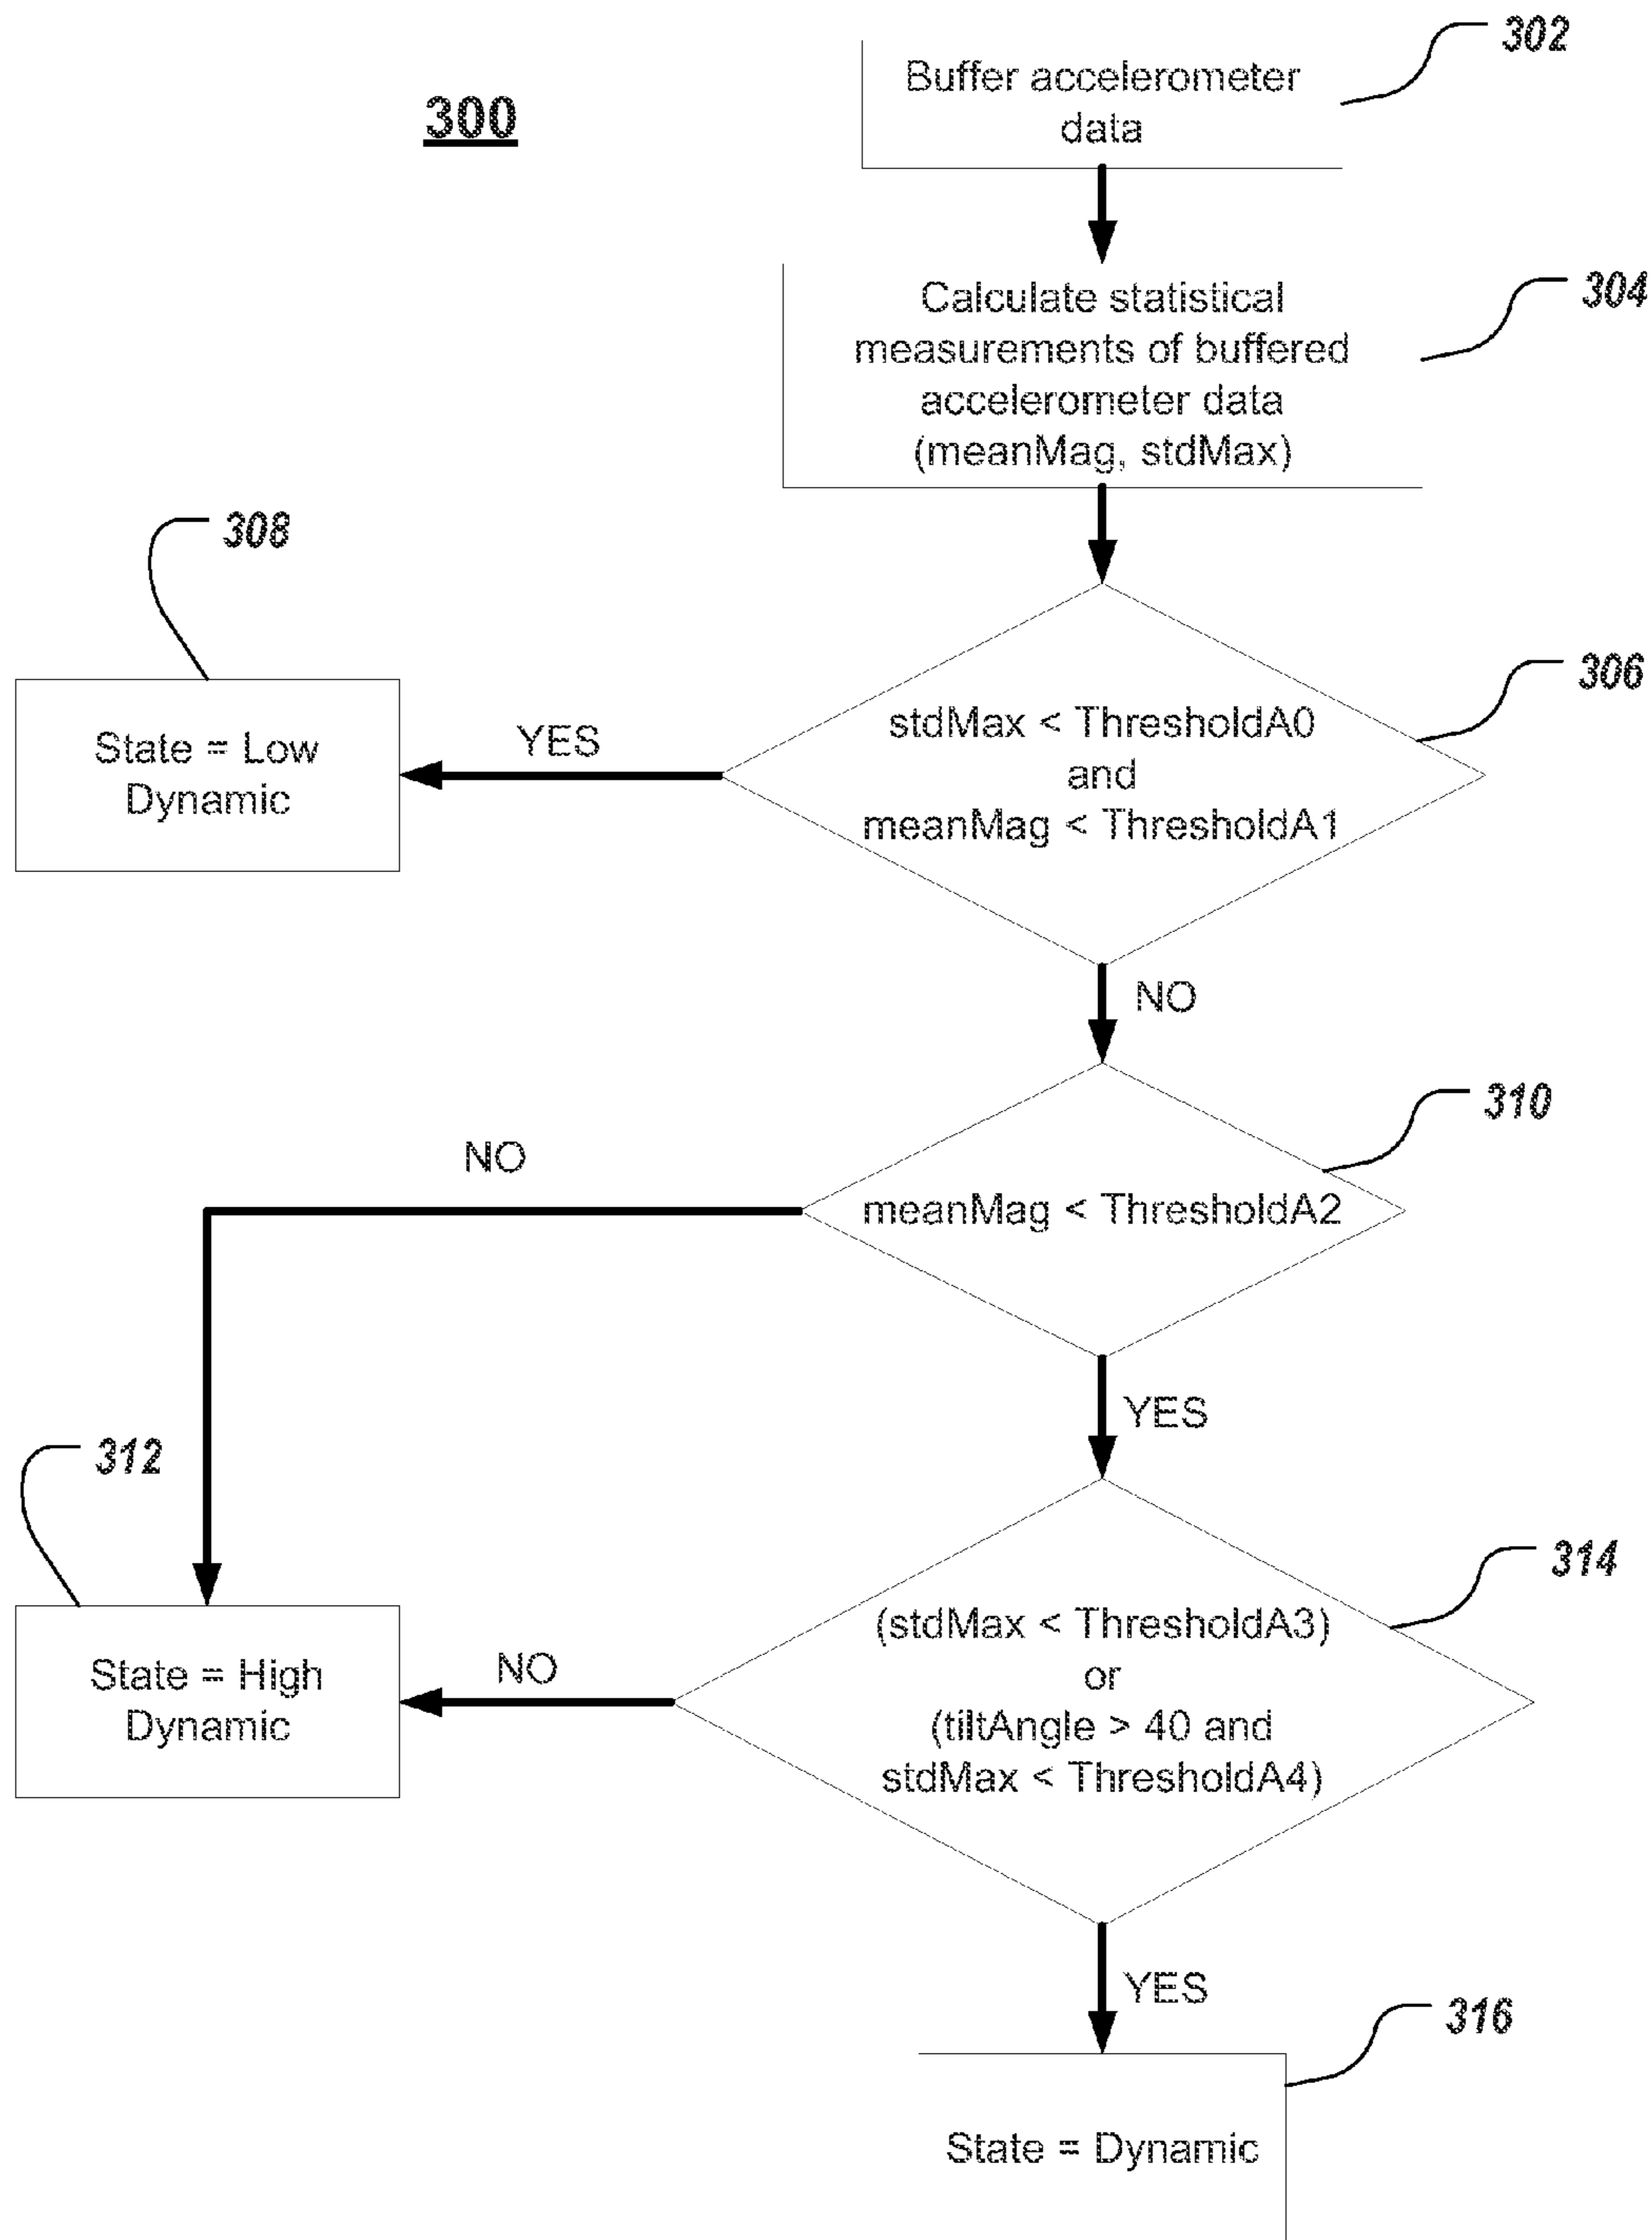 302
Buffer accelerometer
data
300
304
Calculate statistical
measurements of buffered
accelerometer data
(meanMag, stdMax)
308
306
State = Low
Dynamic
YES
stdMax < ThresholdA0
and
meanMag < ThresholdA1
NO
310
NO
meanMag < ThresholdA2
YES
312
314
State = High
Dynamic
NO
(stdMax < ThresholdA3)
or
(tiltAngle > 40 and
stdMax < ThresholdA4)
YES
316
State = Dynamic